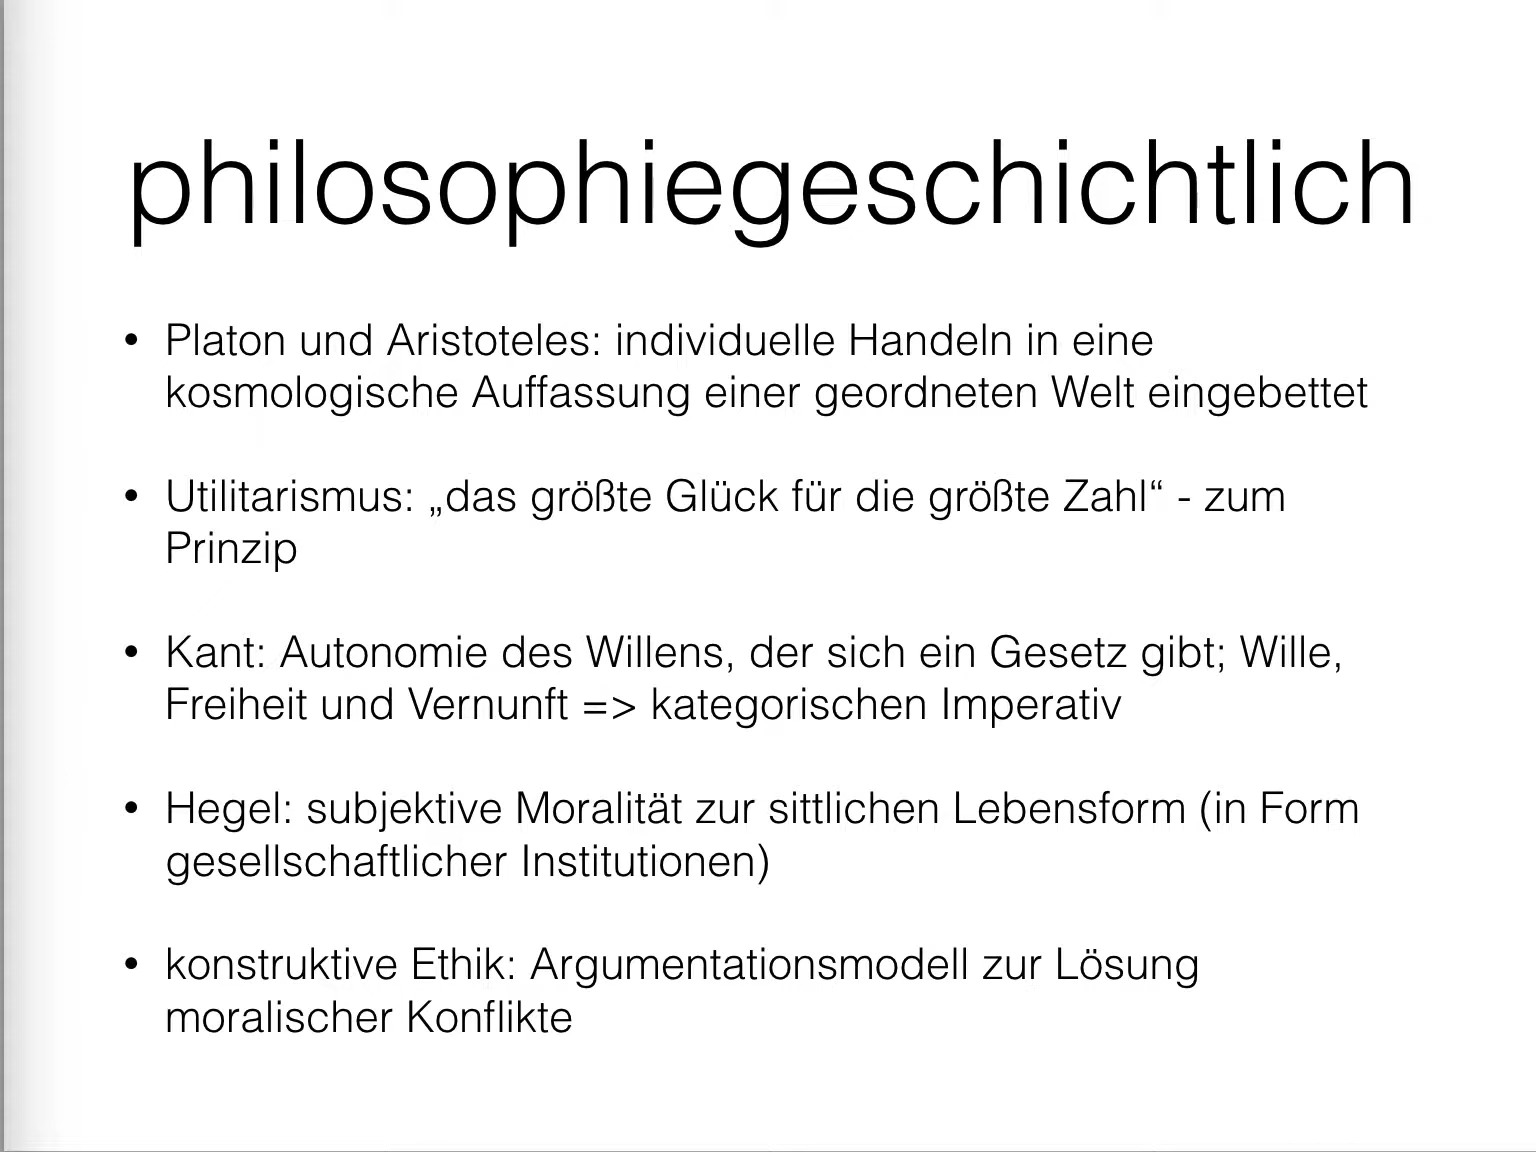 philosophiegeschichtlich
• Platon und Aristoteles: individuelle Handeln in eine
kosmologische Auffassung einer geordneten Welt eingebettet
• Utilitarismus: „das größte Glück für die größte Zahl“ - zum
Prinzip
• Kant: Autonomie des Willens, der sich ein Gesetz gibt; Wille,
Freiheit und Vernunft => kategorischen Imperativ
• Hegel: subjektive Moralität zur sittlichen Lebensform (in Form
gesellschaftlicher Institutionen)
• konstruktive Ethik: Argumentationsmodell zur Lösung
moralischer Konflikte